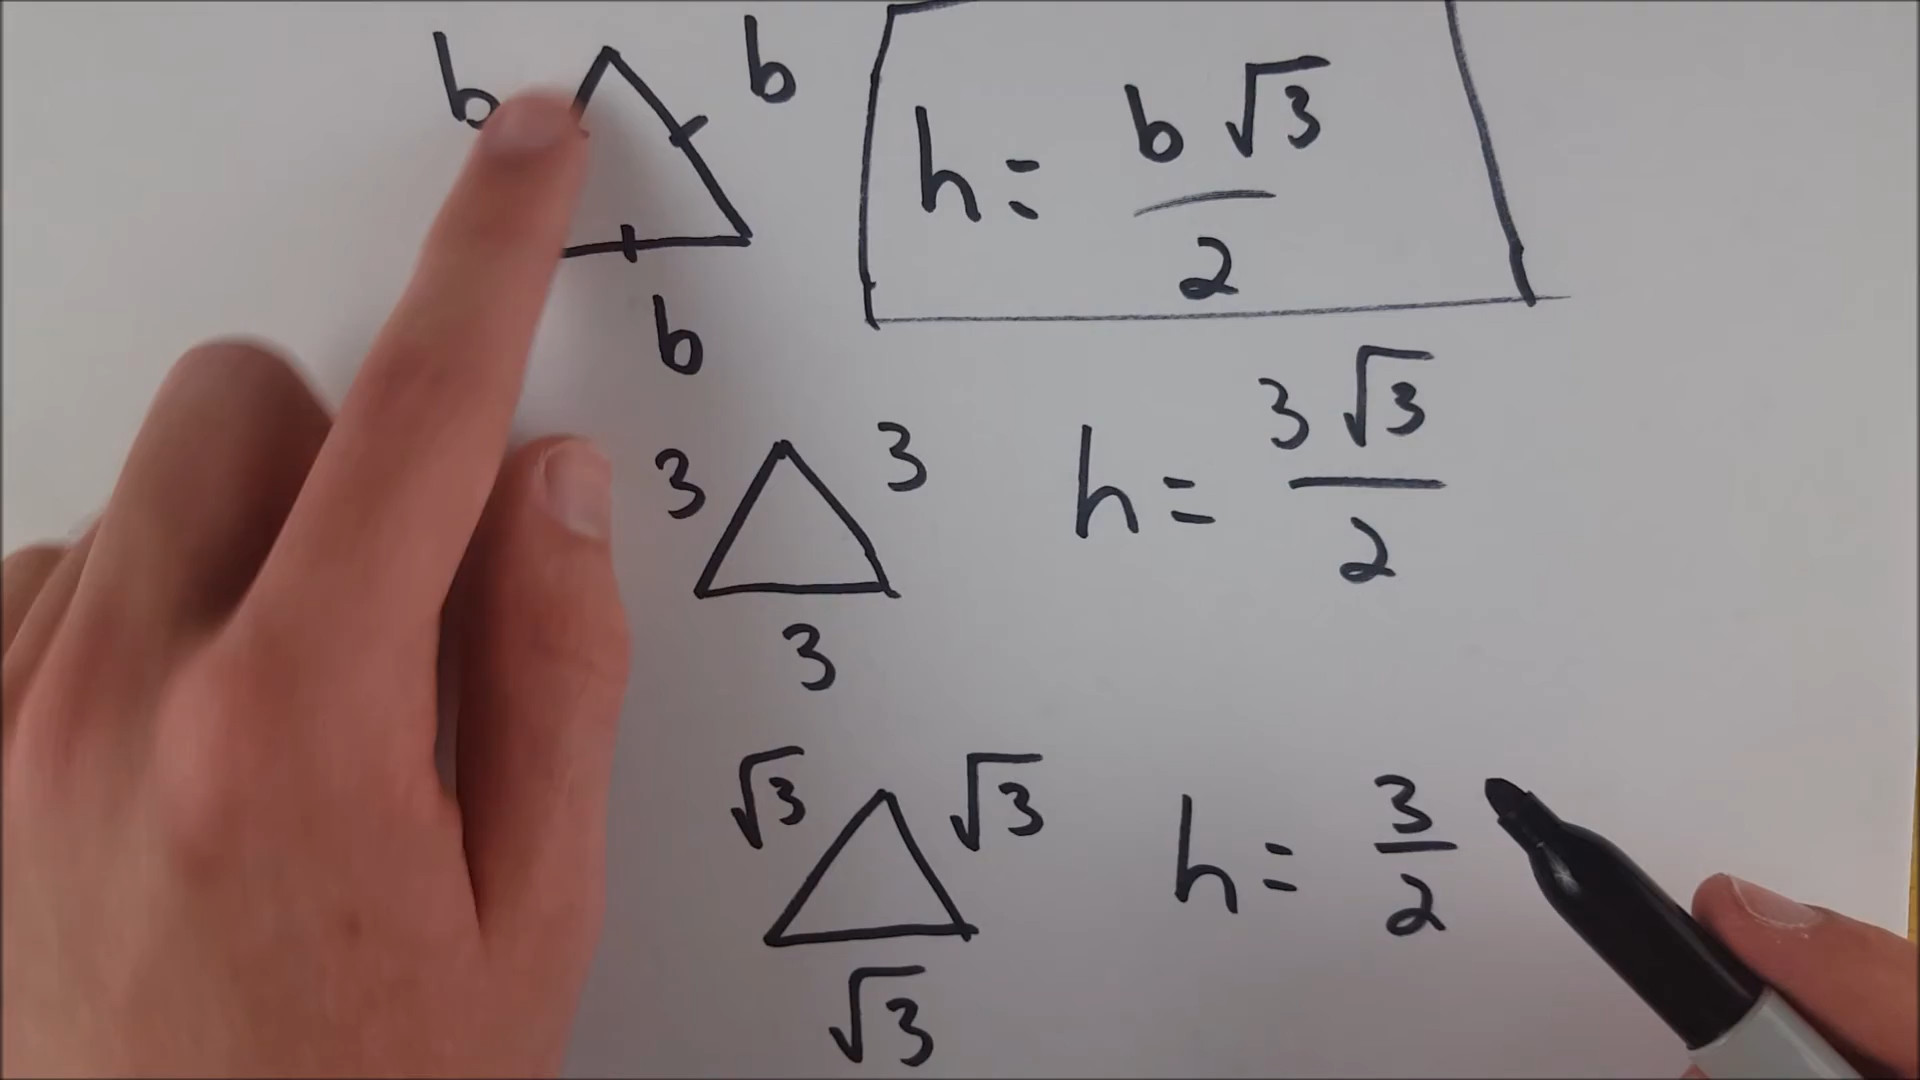 b b
h = b√3/2
b
3 3
h = 3√3/2
3
√3 √3
h = 3/2
√3